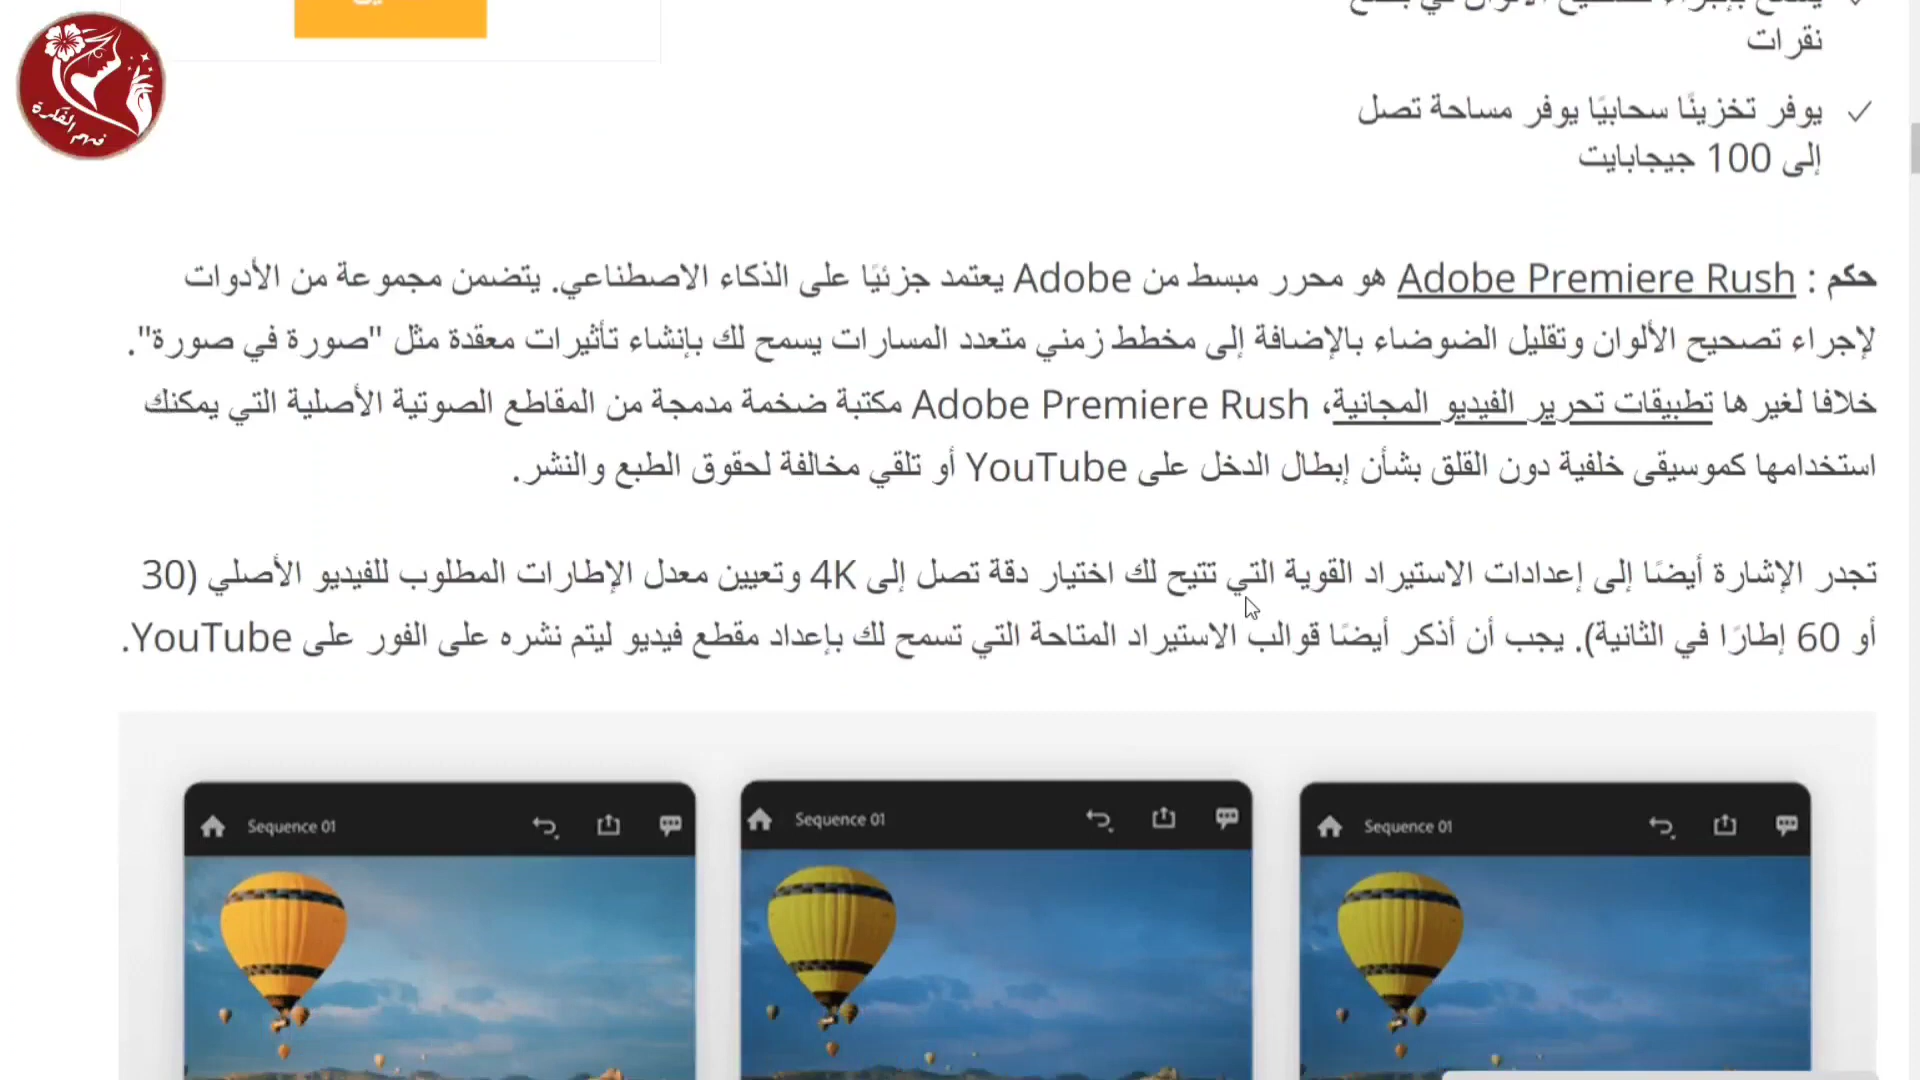 نقرات
يوفر تخزينًا سحابيًا يوفر مساحة تصل
إلى 100 جيجابايت
حكم : Adobe Premiere Rush هو محرر مبسط من Adobe يعتمد جزئيًا على الذكاء الاصطناعي. يتضمن مجموعة من الأدوات
لإجراء تصحيح الألوان وتقليل الضوضاء بالإضافة إلى مخطط زمني متعدد المسارات يسمح لك بإنشاء تأثيرات معقدة مثل "صورة في صورة".
خلافا لغيرها تطبيقات تحرير الفيديو المجانية، Adobe Premiere Rush مكتبة ضخمة مدمجة من المقاطع الصوتية الأصلية التي يمكنك
استخدامها كموسيقى خلفية دون القلق بشأن إبطال الدخل على YouTube أو تلقي مخالفة لحقوق الطبع والنشر.
تجدر الإشارة أيضًا إلى إعدادات الاستيراد القوية التي تتيح لك اختيار دقة تصل إلى 4K وتعيين معدل الإطارات المطلوب للفيديو الأصلي (30
أو 60 إطارًا في الثانية). يجب أن أذكر أيضًا قوالب الاستيراد المتاحة التي تسمح لك بإعداد مقطع فيديو ليتم نشره على الفور على YouTube.
Sequence 01
Sequence 01
Sequence 01
فهم الفكرة